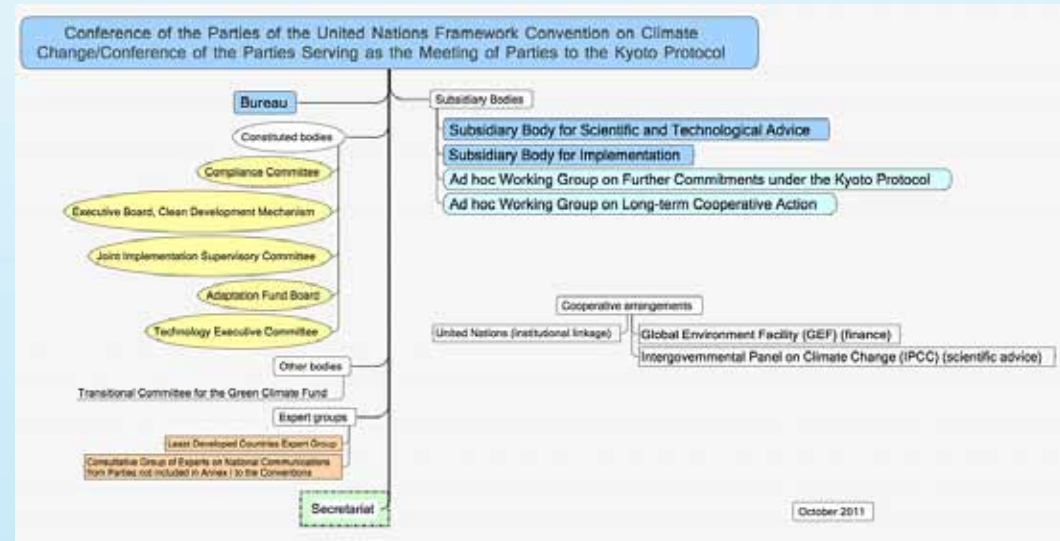 Conference of the Parties of the United Nations Framework Convention on Climate
Change/Conference of the Parties Serving as the Meeting of Parties to the Kyoto Protocol
Bureau
Constituted bodies
Compliance Committee
Executive Board, Clean Development Mechanism
Joint Implementation Supervisory Committee
Adaptation Fund Board
Technology Executive Committee
Other bodies
Transitional Committee for the Green Climate Fund
Expert groups
Least Developed Countries Expert Group
Consultative Group of Experts on National Communications
from Parties not included in Annex I to the Conventions
Secretariat
Subsidiary Bodies
Subsidiary Body for Scientific and Technological Advice
Subsidiary Body for Implementation
Ad hoc Working Group on Further Commitments under the Kyoto Protocol
Ad hoc Working Group on Long-term Cooperative Action
Cooperative arrangements
United Nations (institutional linkage)
Global Environment Facility (GEF) (finance)
Intergovernmental Panel on Climate Change (IPCC) (scientific advice)
October 2011